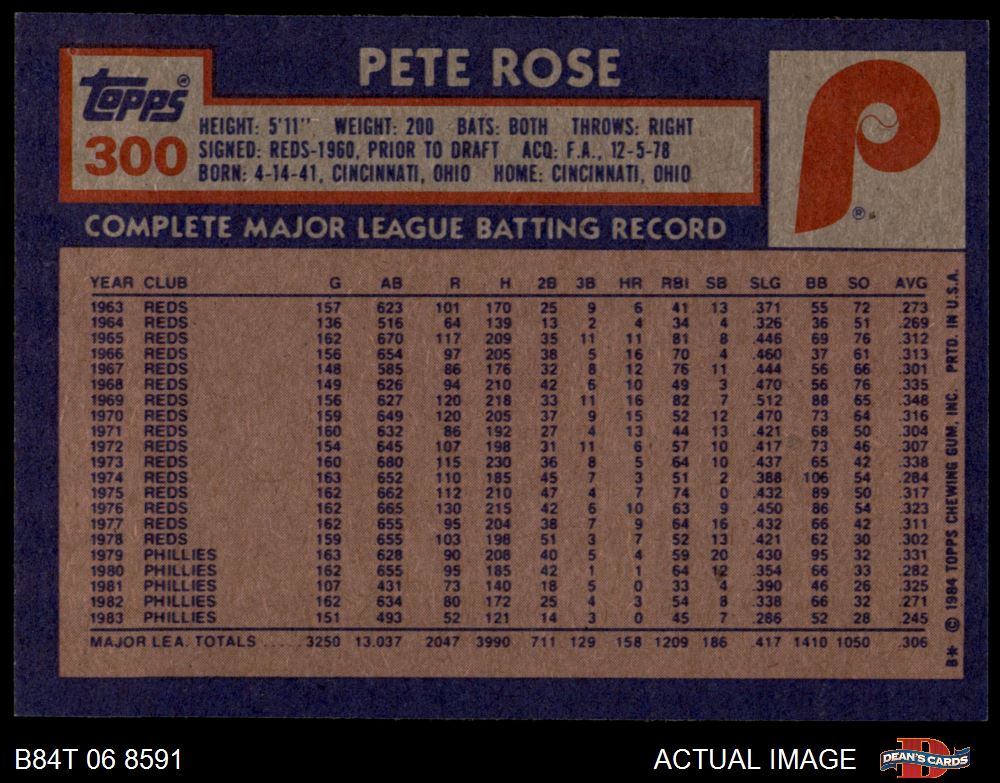 PETE ROSE
Topps®
300
HEIGHT: 5'11" WEIGHT: 200 BATS: BOTH THROWS: RIGHT
SIGNED: REDS-1960, PRIOR TO DRAFT ACQ: F.A., 12-5-78
BORN: 4-14-41, CINCINNATI, OHIO HOME: CINCINNATI, OHIO
P
®
COMPLETE MAJOR LEAGUE BATTING RECORD
YEAR CLUB G AB R H 2B 3B HR RBI SB SLG BB SO AVG
1963 REDS 157 623 101 170 25 9 6 41 13 .371 55 72 .273
1964 REDS 136 516 64 139 13 2 4 34 4 .326 36 51 .269
1965 REDS 162 670 117 209 35 11 11 81 8 .446 69 76 .312
1966 REDS 156 654 97 205 38 5 16 70 4 .460 37 61 .313
1967 REDS 148 585 86 176 32 8 12 76 11 .444 56 66 .301
1968 REDS 149 626 94 210 42 6 10 49 3 .470 56 76 .335
1969 REDS 156 627 120 218 33 11 16 82 7 .512 88 65 .348
1970 REDS 159 649 120 205 37 9 15 52 12 .470 73 64 .316
1971 REDS 160 632 86 192 27 4 13 44 13 .421 68 50 .304
1972 REDS 154 645 107 198 31 11 6 57 10 .417 73 46 .307
1973 REDS 160 680 115 230 36 8 5 64 10 .437 65 42 .338
1974 REDS 163 652 110 185 45 7 3 51 2 .388 106 54 .284
1975 REDS 162 662 112 210 47 4 7 74 0 .432 89 50 .317
1976 REDS 162 665 130 215 42 6 10 63 9 .450 86 54 .323
1977 REDS 162 655 95 204 38 7 9 64 16 .432 66 42 .311
1978 REDS 159 655 103 198 51 3 7 52 13 .421 62 30 .302
1979 PHILLIES 163 628 90 208 40 5 4 59 20 .430 95 32 .331
1980 PHILLIES 162 655 95 185 42 1 1 64 12 .354 66 33 .282
1981 PHILLIES 107 431 73 140 18 5 0 33 4 .390 46 26 .325
1982 PHILLIES 162 634 80 172 25 4 3 54 8 .338 66 32 .271
1983 PHILLIES 151 493 52 121 14 3 0 45 7 .286 52 28 .245
MAJOR LEA. TOTALS ..... 3250 13.037 2047 3990 711 129 158 1209 186 .417 1410 1050 .306
B* © 1984 TOPPS CHEWING GUM, INC. PRTD. IN U.S.A.
B84T 06 8591
ACTUAL IMAGE
D
DEAN'S CARDS